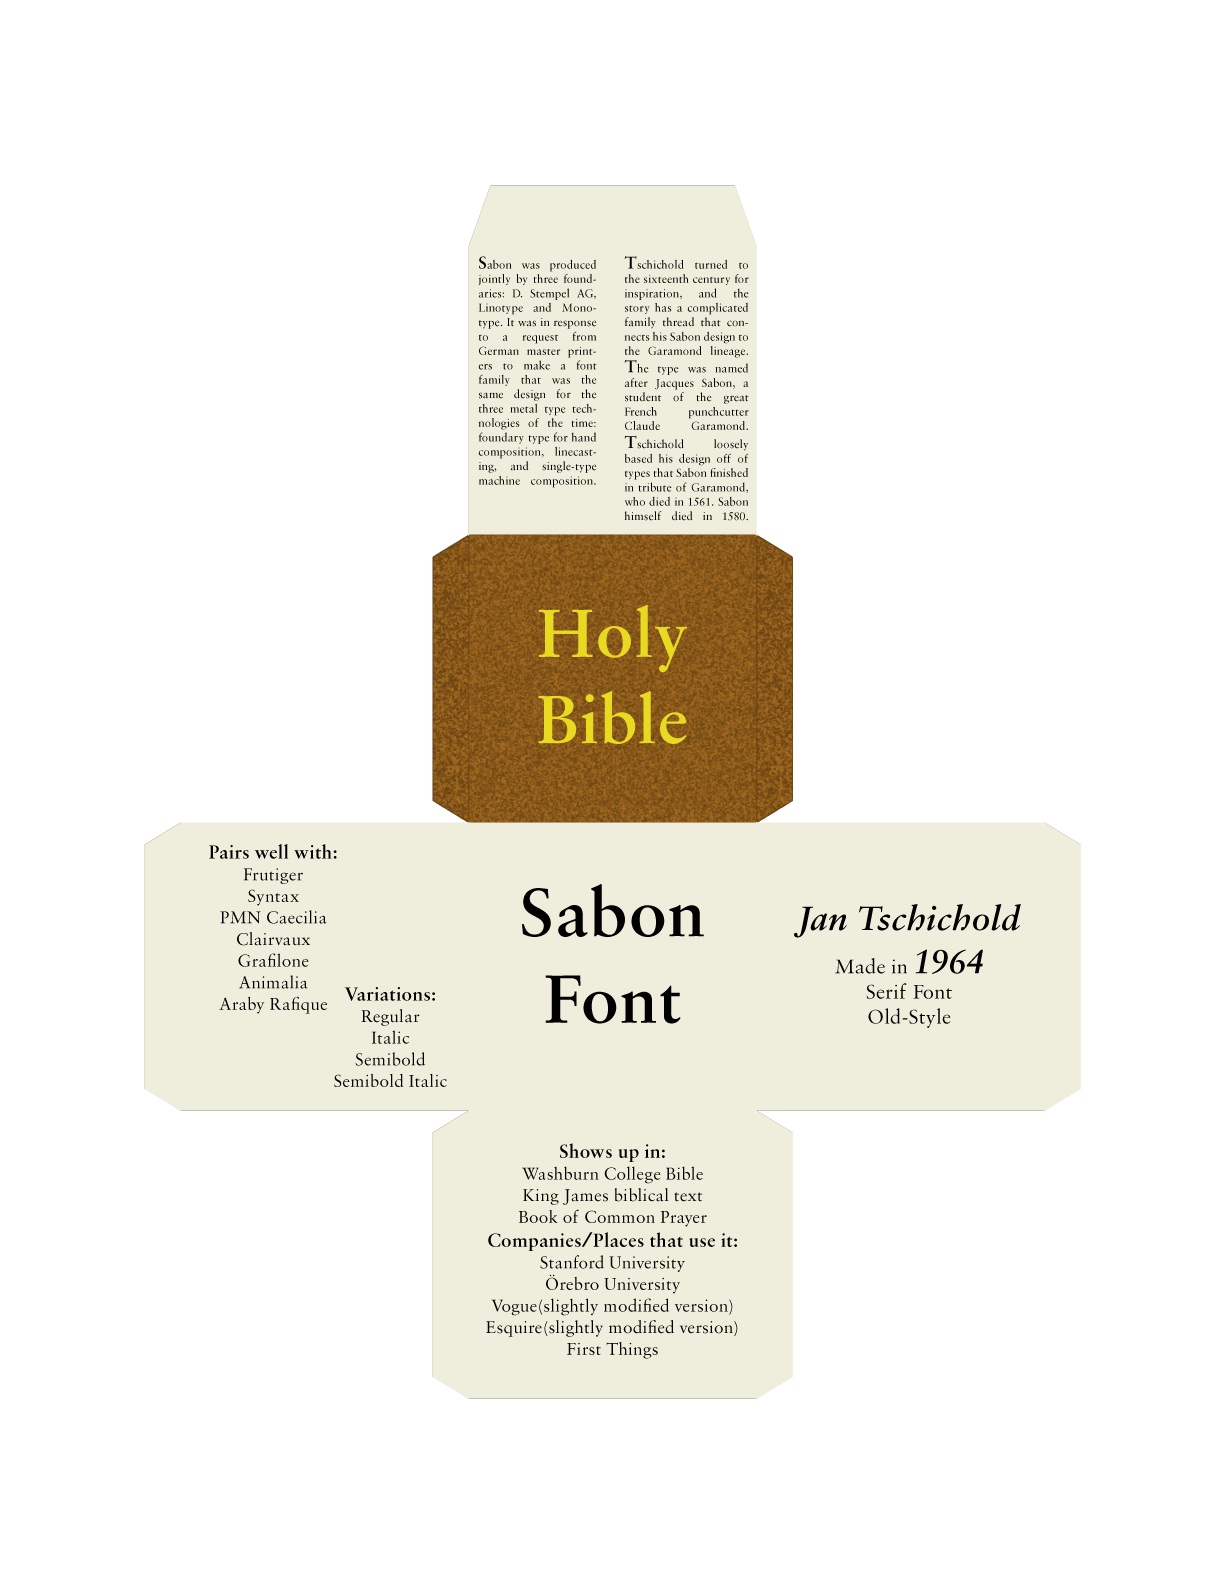 Sabon was produced
jointly by three found-
aries: D. Stempel AG,
Linotype and Mono-
type. It was in response
to a request from
German master print-
ers to make a font
family that was the
same design for the
three metal type tech-
nologies of the time:
foundary type for hand
composition, linecast-
ing, and single-type
machine composition.
Tschichold turned to
the sixteenth century for
inspiration, and the
story has a complicated
family thread that con-
nects his Sabon design to
the Garamond lineage.
The type was named
after Jacques Sabon, a
student of the great
French punchcutter
Claude Garamond.
Tschichold loosely
based his design off of
types that Sabon finished
in tribute of Garamond,
who died in 1561. Sabon
himself died in 1580.
Holy
Bible
Pairs well with:
Frutiger
Syntax
PMN Caecilia
Clairvaux
Grafilone
Animalia
Araby Rafique
Variations:
Regular
Italic
Semibold
Semibold Italic
Sabon
Font
Jan Tschichold
Made in 1964
Serif Font
Old-Style
Shows up in:
Washburn College Bible
King James biblical text
Book of Common Prayer
Companies/Places that use it:
Stanford University
Örebro University
Vogue(slightly modified version)
Esquire(slightly modified version)
First Things